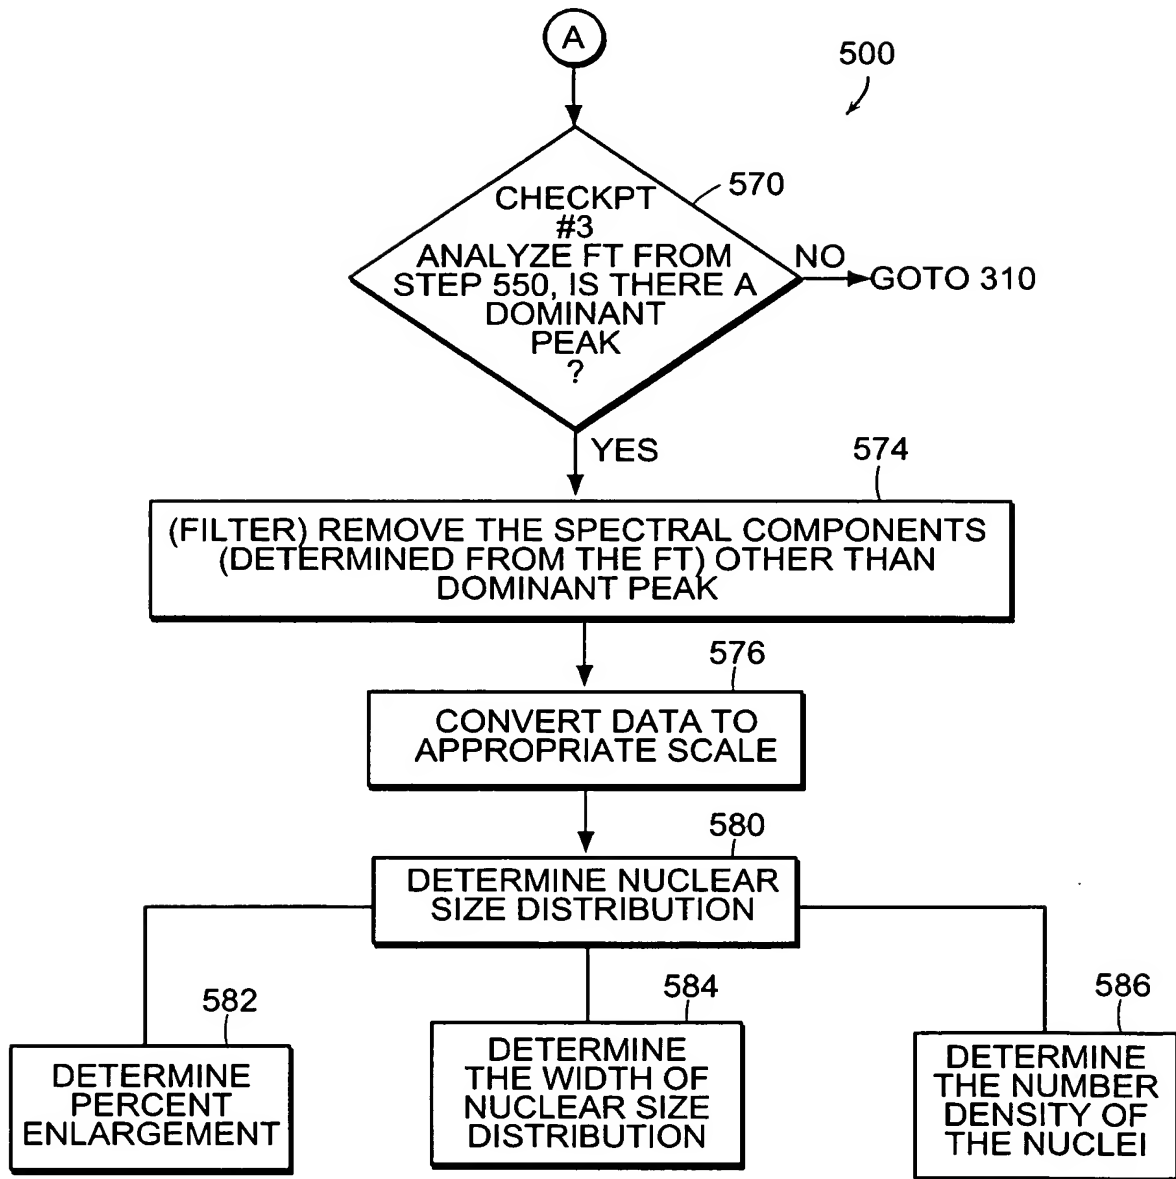 A
500
570
CHECKPT
#3
ANALYZE FT FROM
STEP 550, IS THERE A
DOMINANT
PEAK
?
NO
GOTO 310
YES
574
(FILTER) REMOVE THE SPECTRAL COMPONENTS
(DETERMINED FROM THE FT) OTHER THAN
DOMINANT PEAK
576
CONVERT DATA TO
APPROPRIATE SCALE
580
DETERMINE NUCLEAR
SIZE DISTRIBUTION
582
DETERMINE
PERCENT
ENLARGEMENT
584
DETERMINE
THE WIDTH OF
NUCLEAR SIZE
DISTRIBUTION
586
DETERMINE
THE NUMBER
DENSITY OF
THE NUCLEI